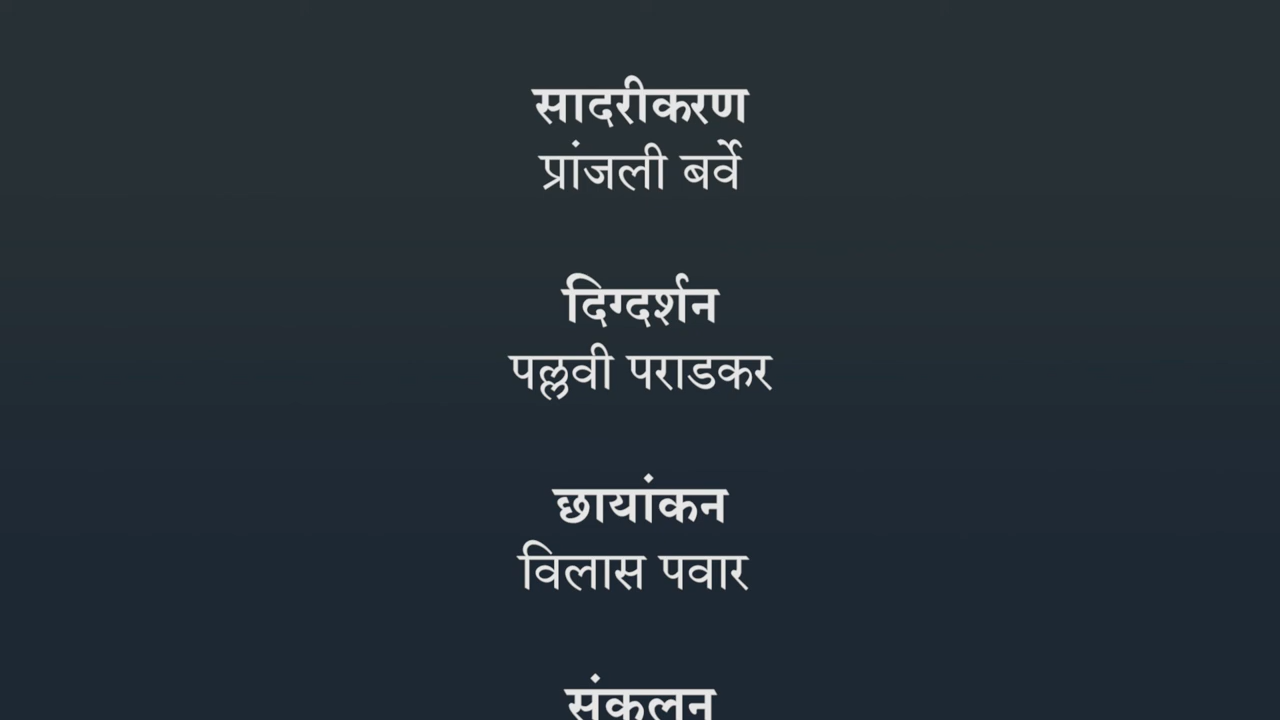 सादरीकरण
प्रांजली बर्वे
दिग्दर्शन
पल्लवी पराडकर
छायांकन
विलास पवार
संकलन